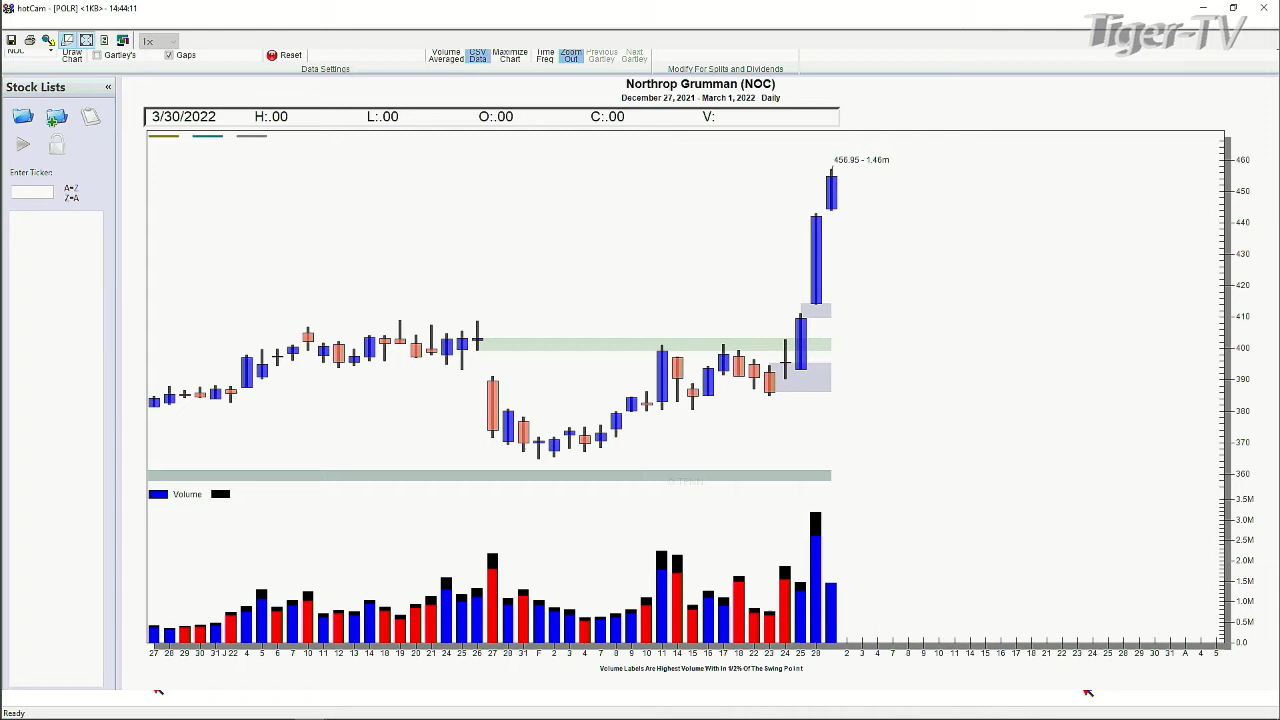 hotCam - [POLR] <1KB> - 14:44:11
Tiger-TV
1x
NOC
Draw
Chart
Gartley's
Gaps
Reset
Volume
Averaged
CSV
Data
Maximize
Chart
Time
Freq
Zoom
Out
Previous
Gartley
Next
Gartley
Data Settings
Modify For Splits and Dividends
Stock Lists «
Enter Ticker:
A=Z
Z=A
Northrop Grumman (NOC)
December 27, 2021 - March 1, 2022 Daily
3/30/2022 H:.00 L:.00 O:.00 C:.00 V:
456.95 - 1.46m
460
450
440
430
420
410
400
390
380
370
360
Volume
3.5M
3.0M
2.5M
2.0M
1.5M
1.0M
0.5M
0.0
27 28 29 30 31 J 22 4 5 6 7 10 11 12 13 14 18 19 20 21 24 25 26 27 28 31 F 2 3 4 7 8 9 10 11 14 15 16 17 18 22 23 24 25 28 2 3 4 7 8 9 10 11 14 15 16 17 18 21 22 23 24 25 28 29 30 31 A 4 5
Volume Labels Are Highest Volume With In 1/2% Of The Swing Point
Ready